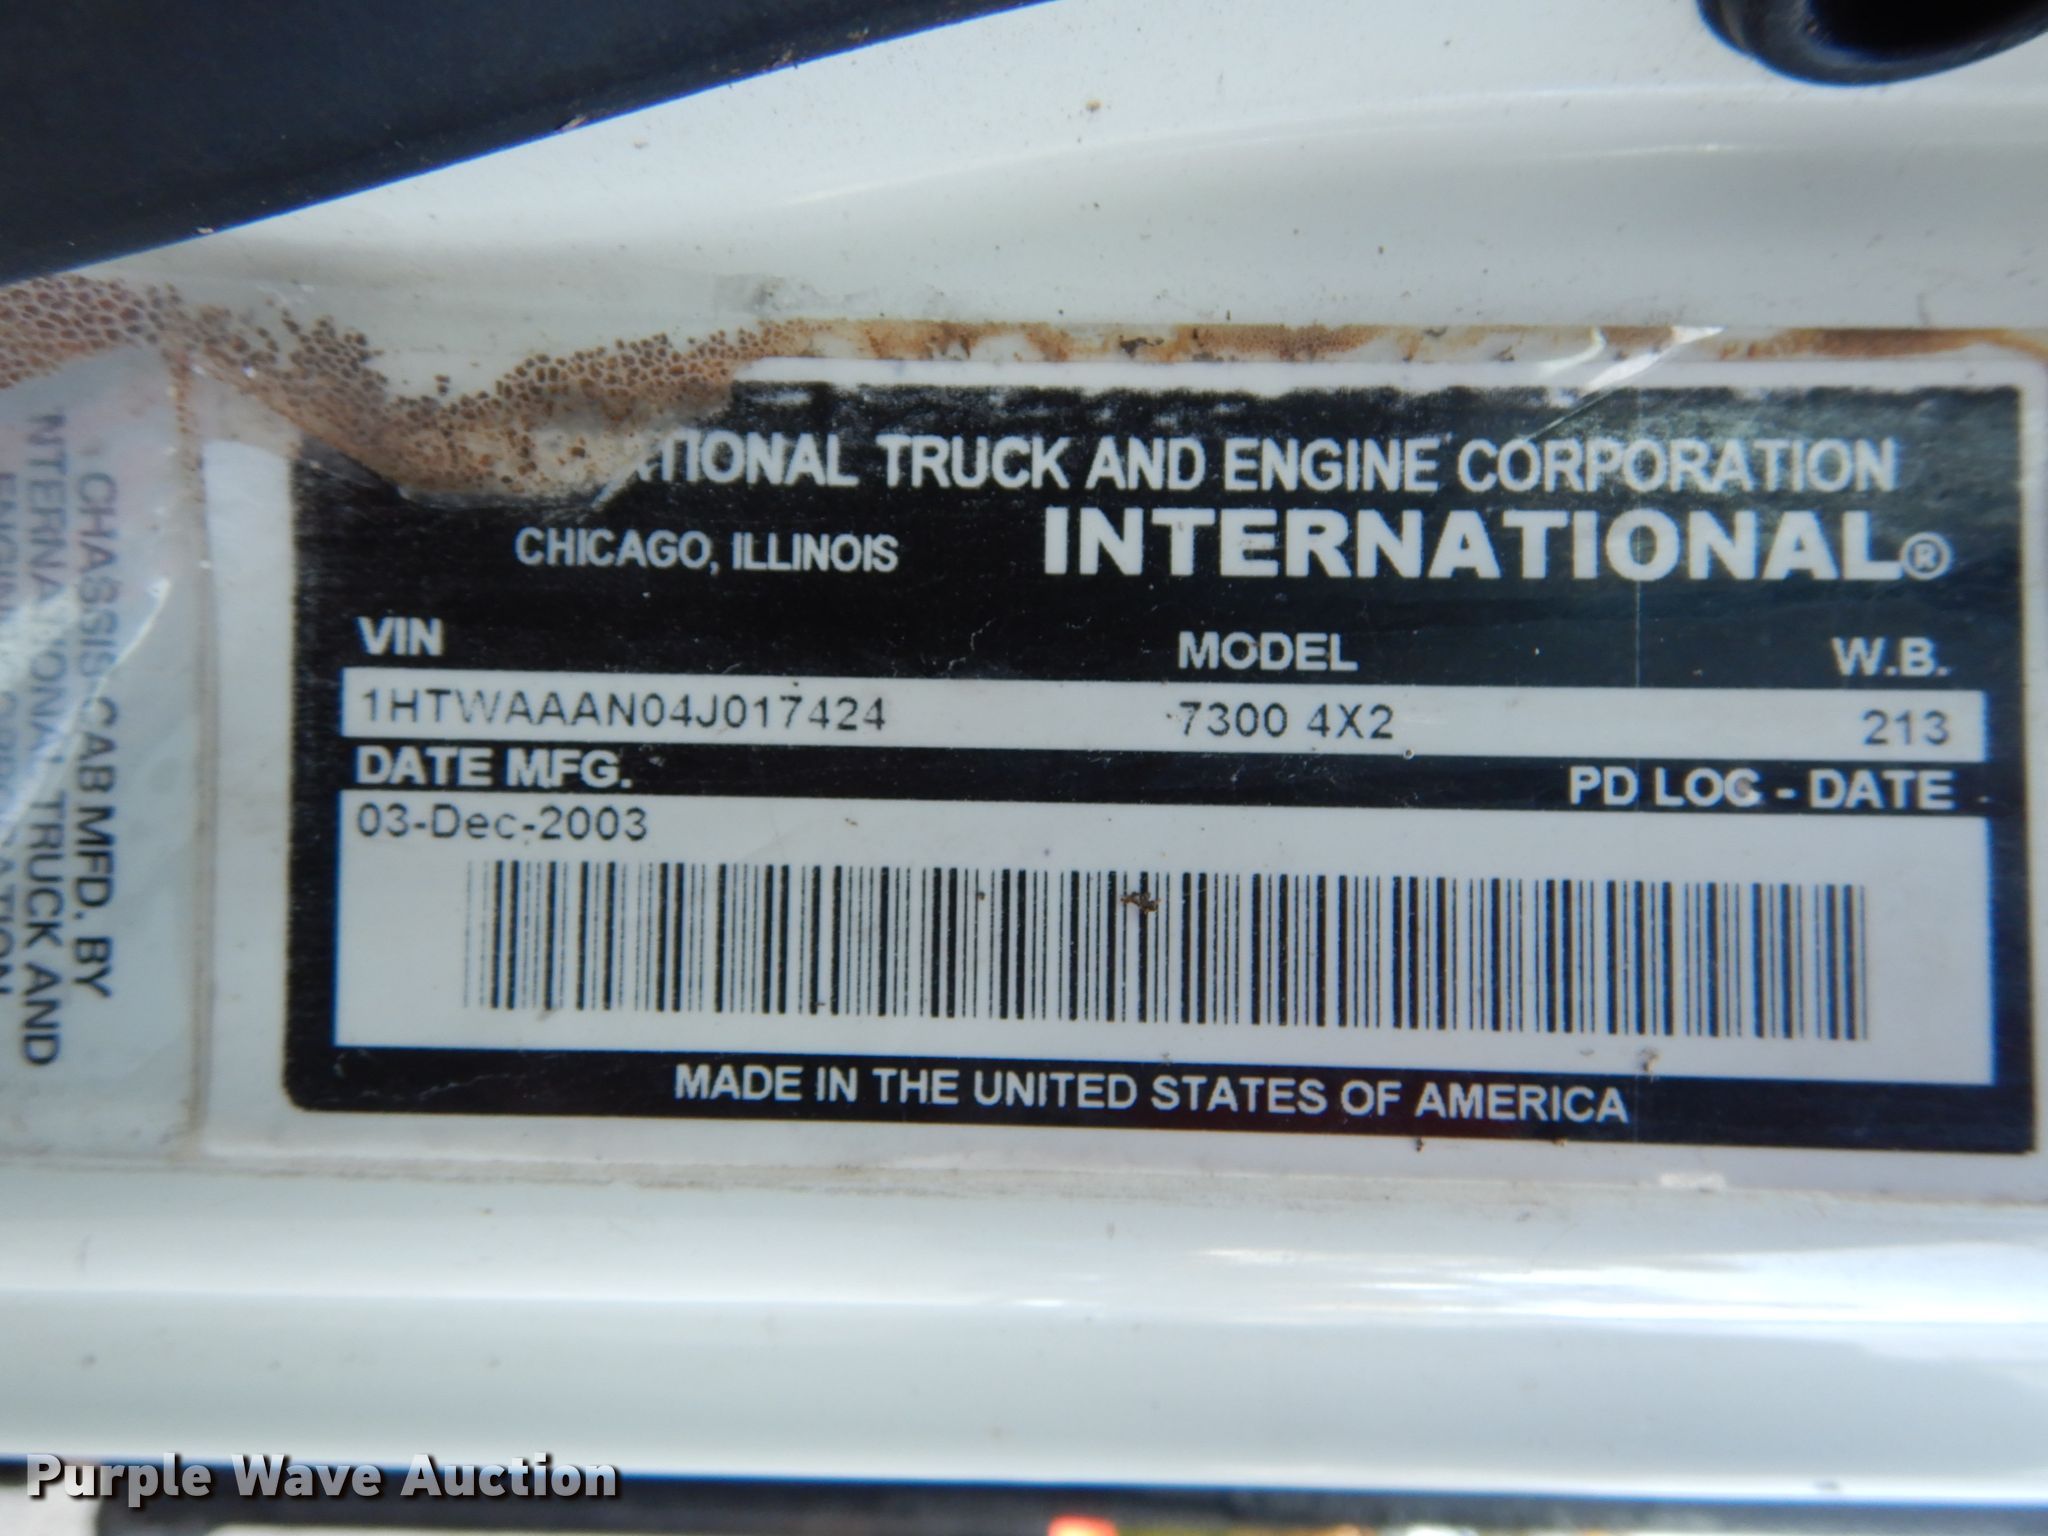 TIONAL TRUCK AND ENGINE CORPORATION
CHICAGO, ILLINOIS
INTERNATIONAL®
VIN MODEL W.B.
1HTWAAAN04J017424 7300 4X2 213
DATE MFG. PD LOC - DATE
03-Dec-2003
MADE IN THE UNITED STATES OF AMERICA
CHASSIS CAB MFD. BY
NTERNATIONAL TRUCK AND
Purple Wave Auction